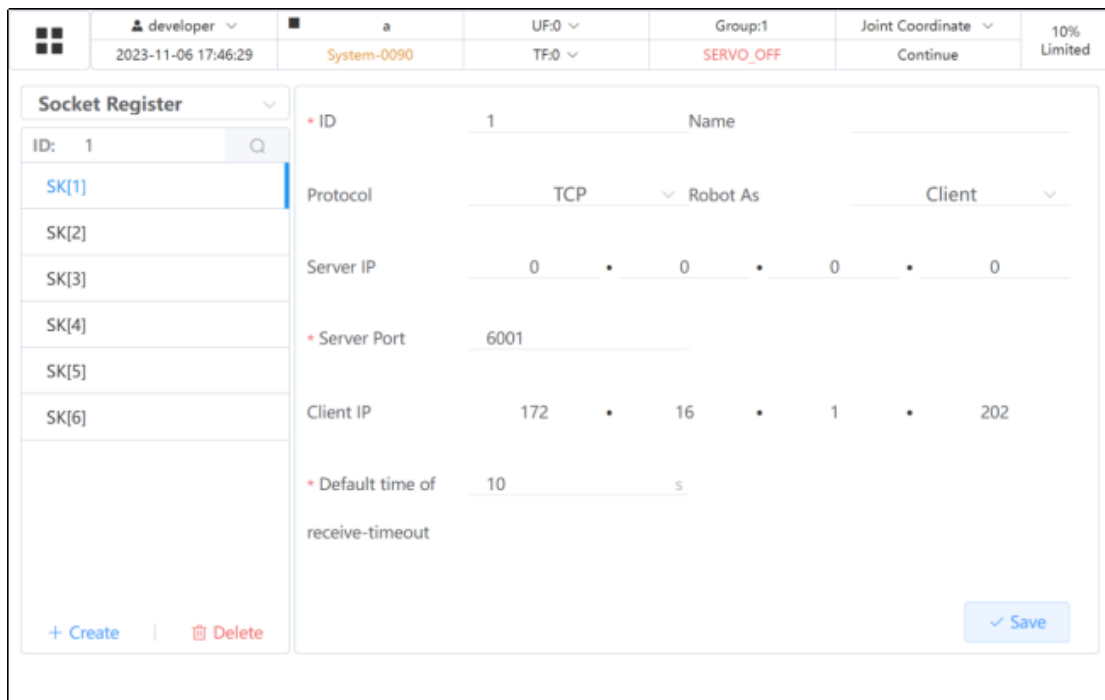 developer a UF:0 Group:1 Joint Coordinate 10%
2023-11-06 17:46:29 System-0090 TF:0 SERVO_OFF Continue Limited
Socket Register
ID: 1
SK[1]
SK[2]
SK[3]
SK[4]
SK[5]
SK[6]
+ Create Delete
* ID 1 Name
Protocol TCP Robot As Client
Server IP 0 • 0 • 0 • 0
* Server Port 6001
Client IP 172 • 16 • 1 • 202
* Default time of 10 s
receive-timeout
Save